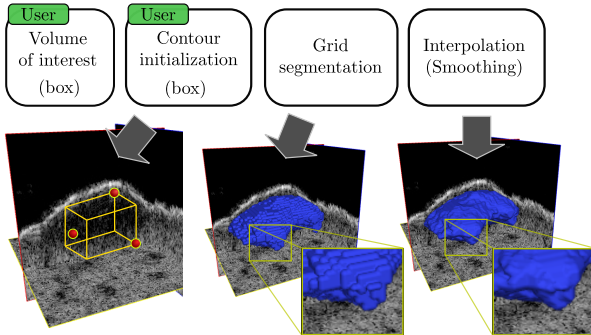 User
Volume
of interest
(box)
User
Contour
initialization
(box)
Grid
segmentation
Interpolation
(Smoothing)